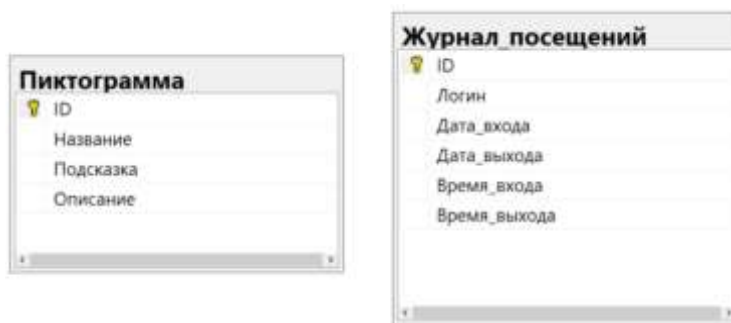 Пиктограмма
ID
Название
Подсказка
Описание
Журнал_посещений
ID
Логин
Дата_входа
Дата_выхода
Время_входа
Время_выхода